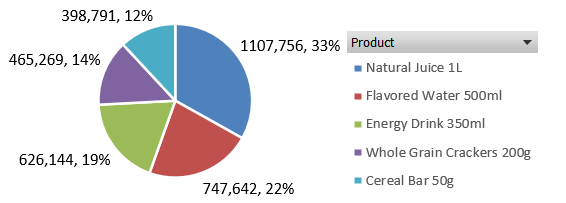 398,791, 12%
1107,756, 33%
465,269, 14%
626,144, 19%
747,642, 22%
Product
Natural Juice 1L
Flavored Water 500ml
Energy Drink 350ml
Whole Grain Crackers 200g
Cereal Bar 50g